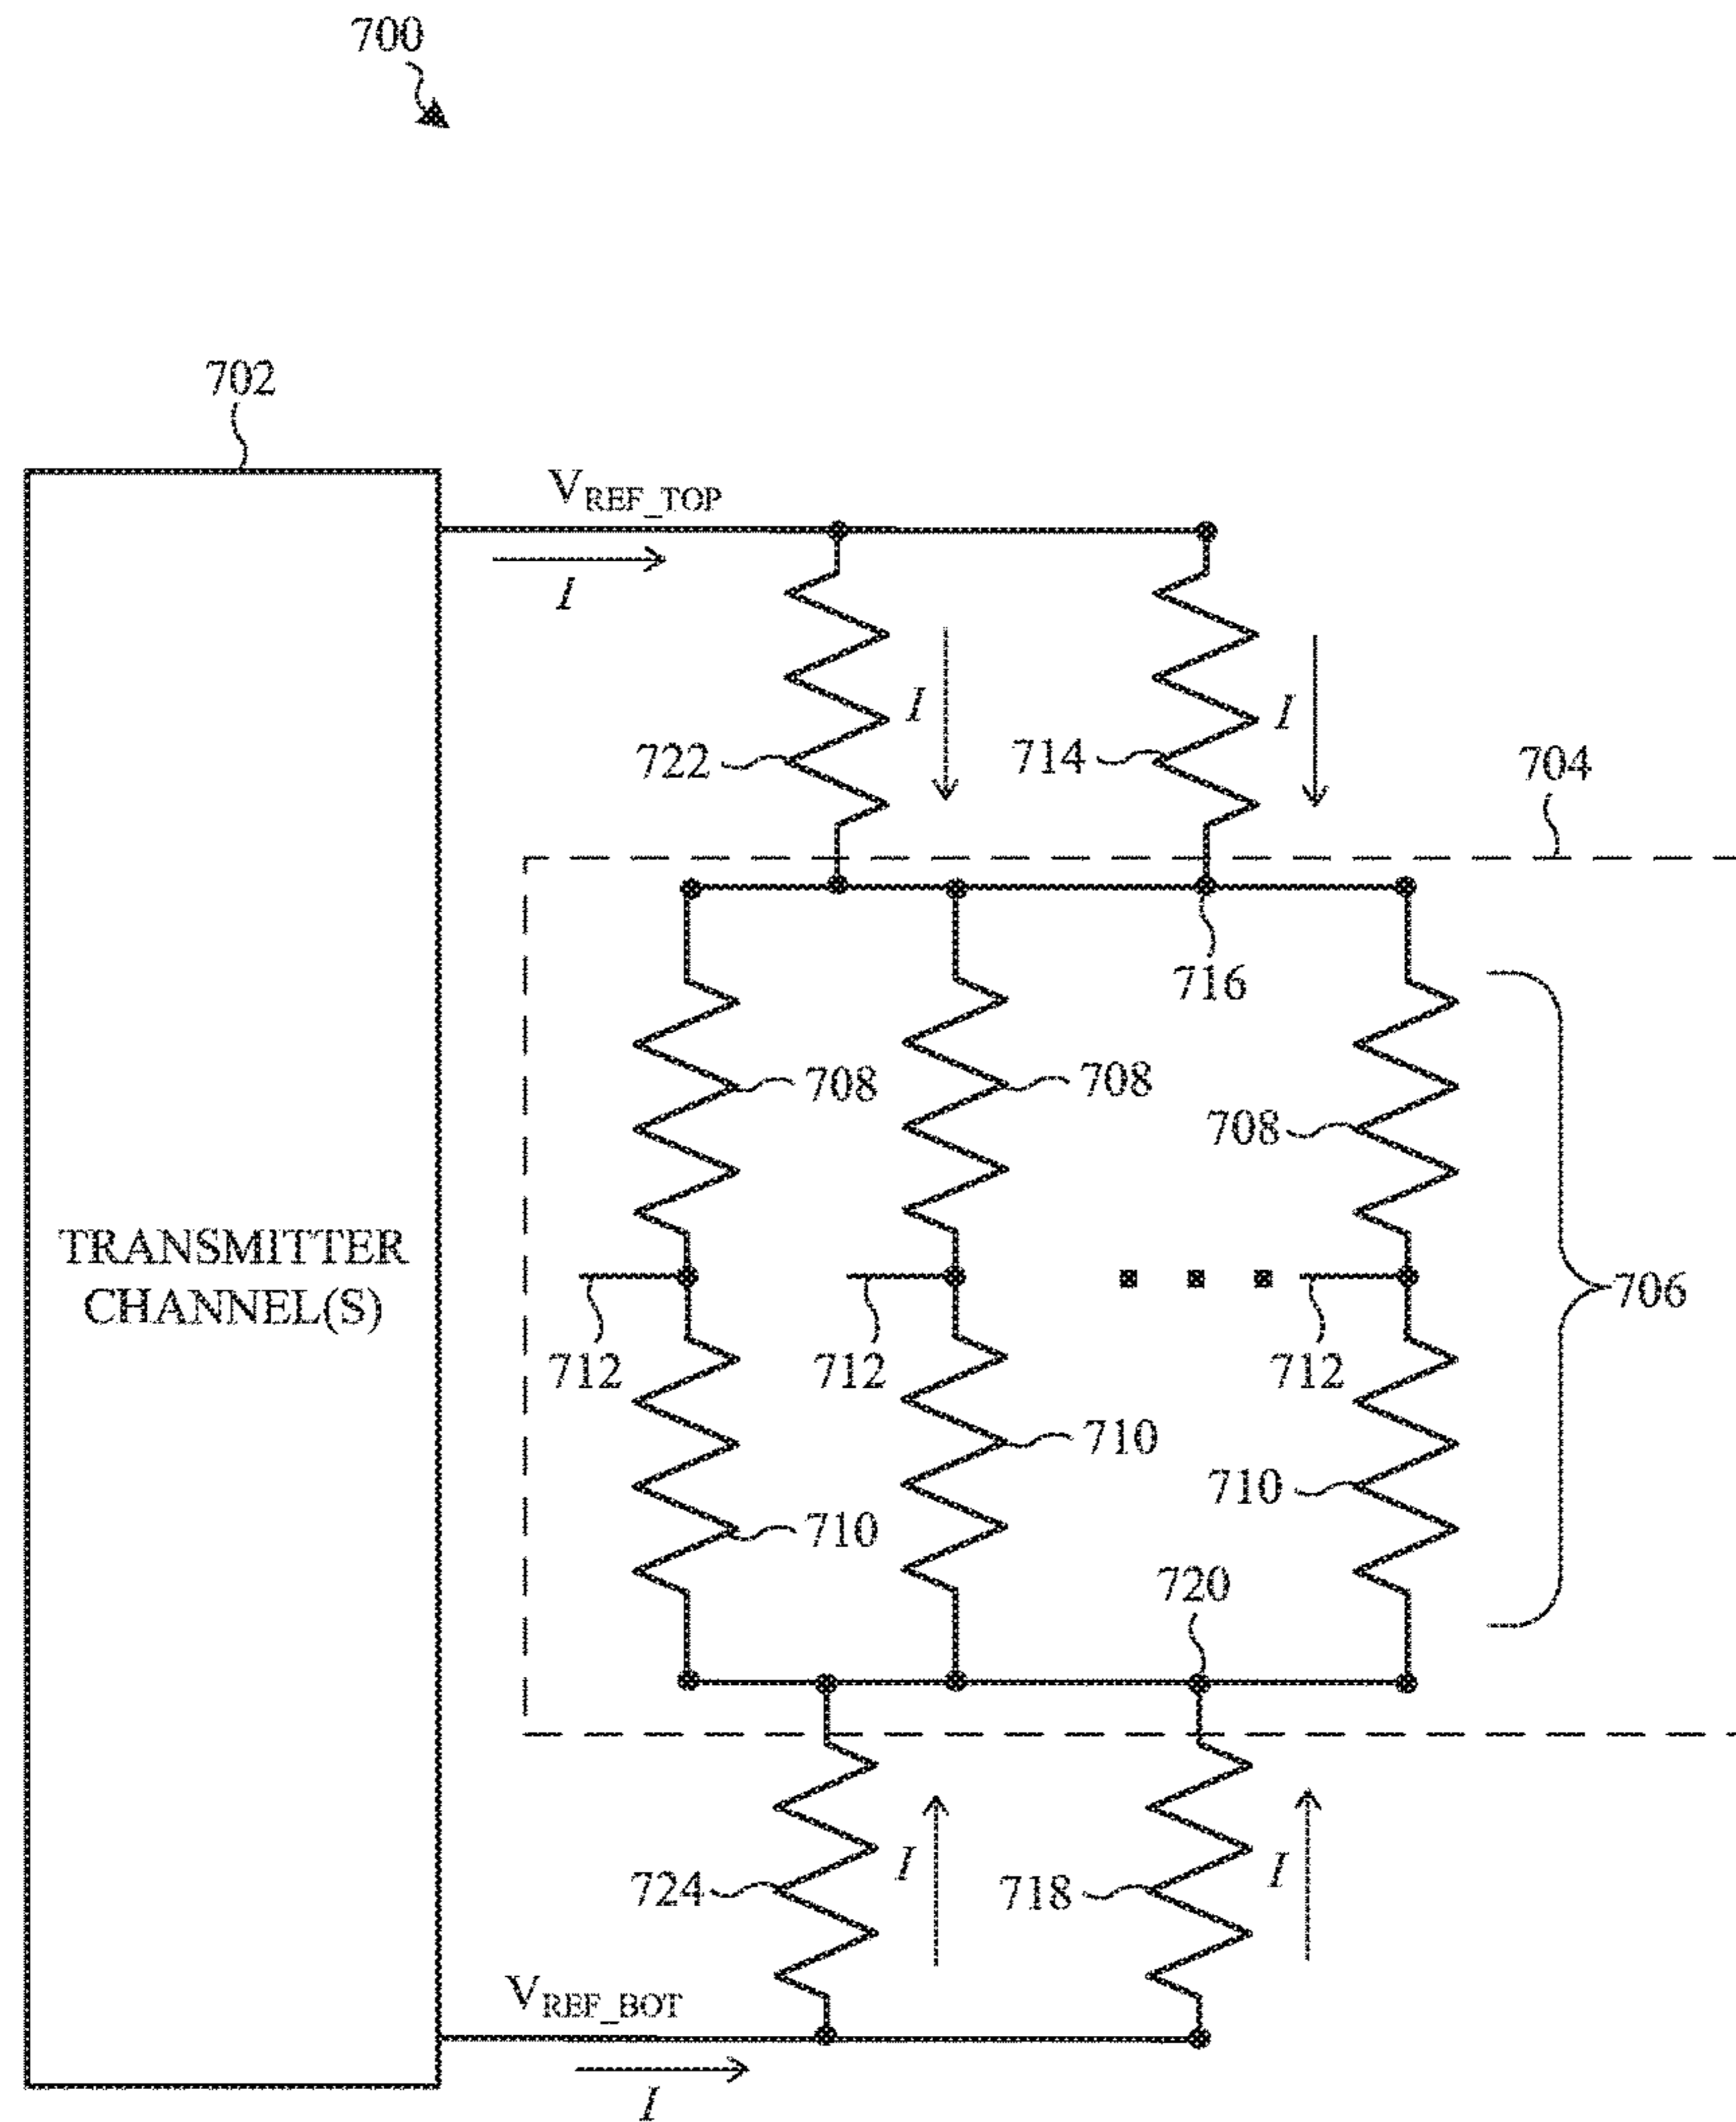 700
702
V_REF_TOP
I
I
I
722
714
704
716
708
708
708
TRANSMITTER
CHANNEL(S)
706
712
712
712
710
710
710
720
724
I
718
I
V_REF_BOT
I